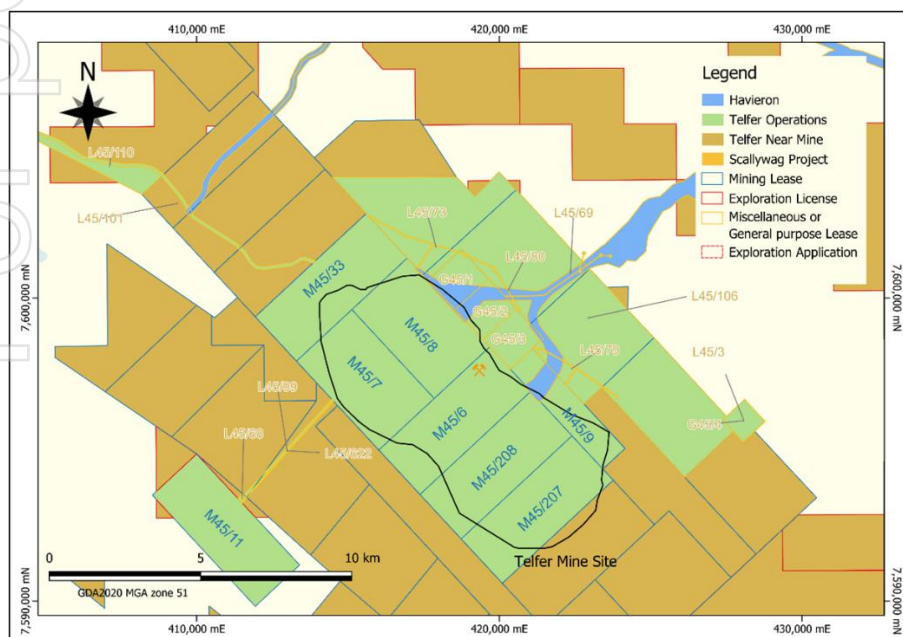 410,000 mE
420,000 mE
430,000 mE
N
Legend
Havieron
Telfer Operations
Telfer Near Mine
Scallywag Project
Mining Lease
Exploration License
Miscellaneous or
General purpose Lease
Exploration Application
L45/110
L45/101
L45/73
L45/69
L45/80
M45/33
G45/1
G45/2
L45/106
7,600,000 mN
7,600,000 mN
M45/8
G45/3
L45/79
L45/3
M45/7
L45/89
M45/6
M45/9
G45/4
L45/68
L45/822
M45/208
M45/207
M45/11
0
5
10 km
Telfer Mine Site
GDA2020 MGA zone 51
7,590,000 mN
7,590,000 mN
410,000 mE
420,000 mE
430,000 mE